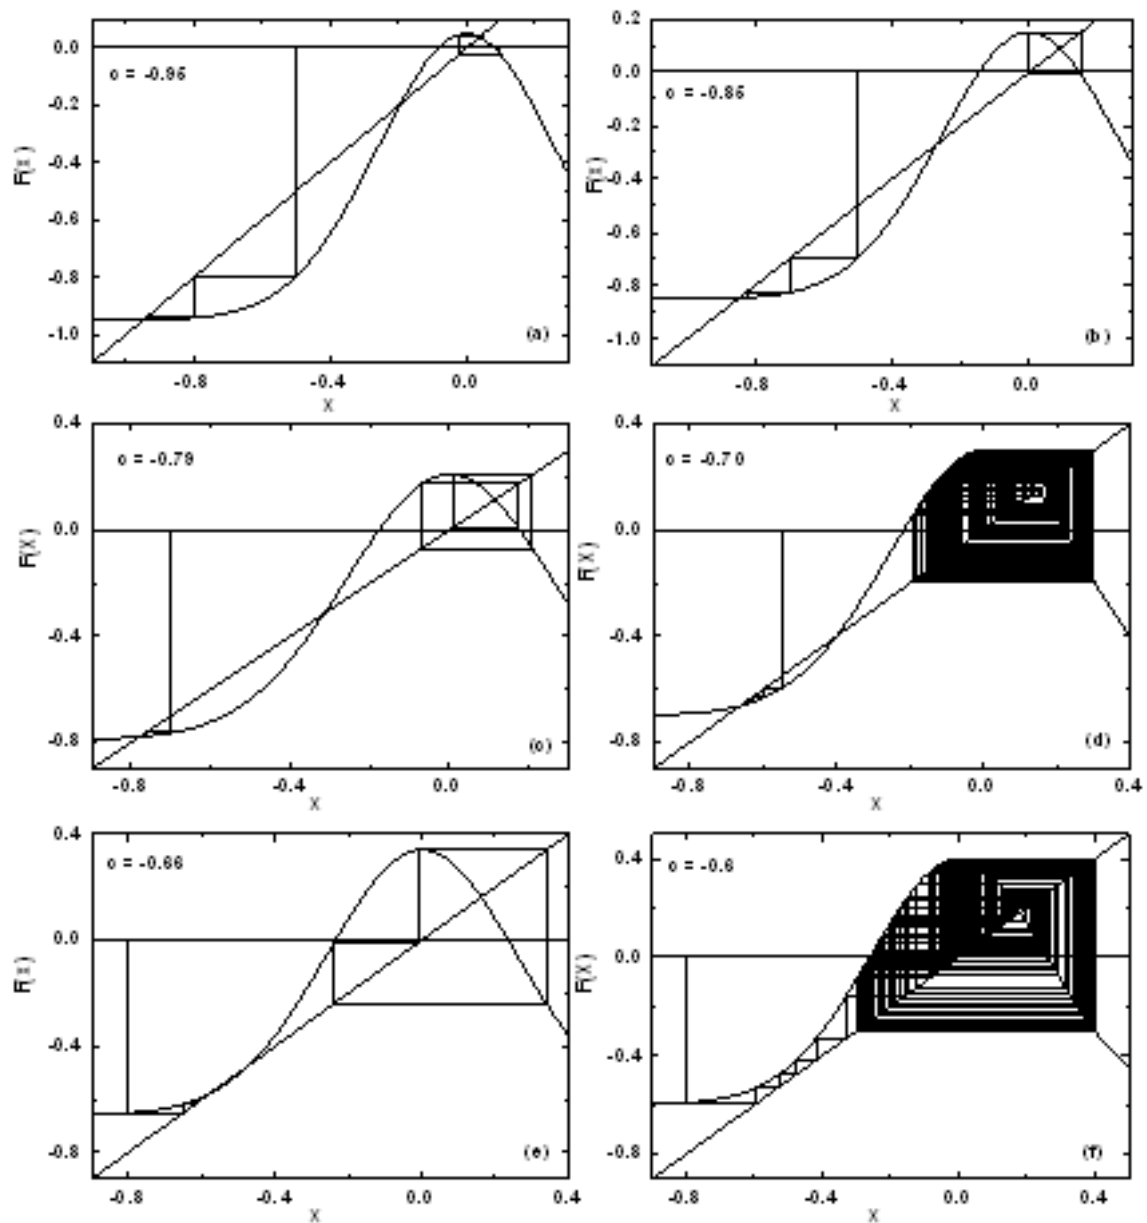 0.0
-0.2
-0.4
-0.6
-0.8
-1.0
F(x)
c = -0.95
(a)
-0.8
-0.4
0.0
X
0.2
0.0
-0.2
-0.4
-0.6
-0.8
-1.0
F(x)
c = -0.85
(b)
-0.8
-0.4
0.0
X
0.4
0.0
-0.4
-0.8
F(X)
c = -0.79
(c)
-0.8
-0.4
0.0
X
0.4
0.0
-0.4
-0.8
F(X)
c = -0.70
(d)
-0.8
-0.4
0.0
0.4
X
0.4
0.0
-0.4
-0.8
F(x)
c = -0.66
(e)
-0.8
-0.4
0.0
0.4
X
0.4
0.0
-0.4
-0.8
F(X)
c = -0.6
(f)
-0.8
-0.4
0.0
0.4
X